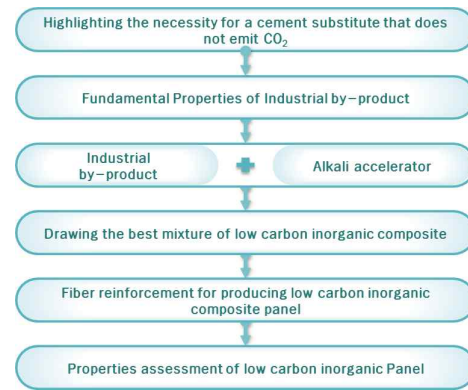 Highlighting the necessity for a cement substitute that does
not emit CO₂
Fundamental Properties of Industrial by-product
Industrial
by-product
+
Alkali accelerator
Drawing the best mixture of low carbon inorganic composite
Fiber reinforcement for producing low carbon inorganic
composite panel
Properties assessment of low carbon inorganic Panel